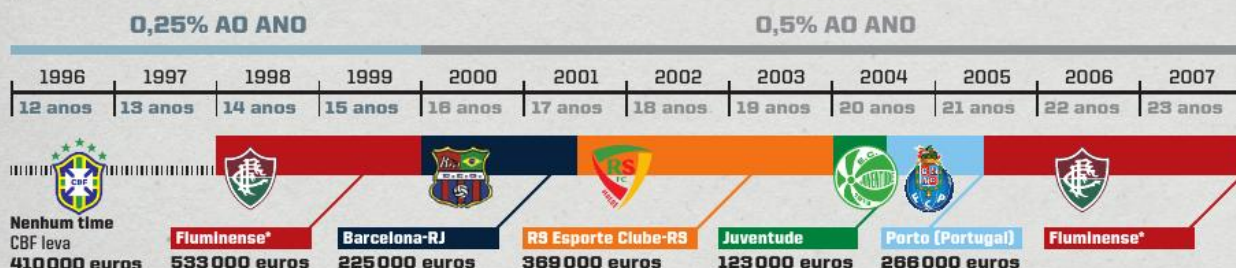 0,25% AO ANO 0,5% AO ANO
1996 1997 1998 1999 2000 2001 2002 2003 2004 2005 2006 2007
12 anos 13 anos 14 anos 15 anos 16 anos 17 anos 18 anos 19 anos 20 anos 21 anos 22 anos 23 anos
CBF
RS
FC
E.C.
JUVENTUDE
Nenhum time
CBF leva
410 000 euros
Fluminense*
533 000 euros
Barcelona-RJ
225 000 euros
RS Esporte Clube-RS
369 000 euros
Juventude
123 000 euros
Porto (Portugal)
266 000 euros
Fluminense*